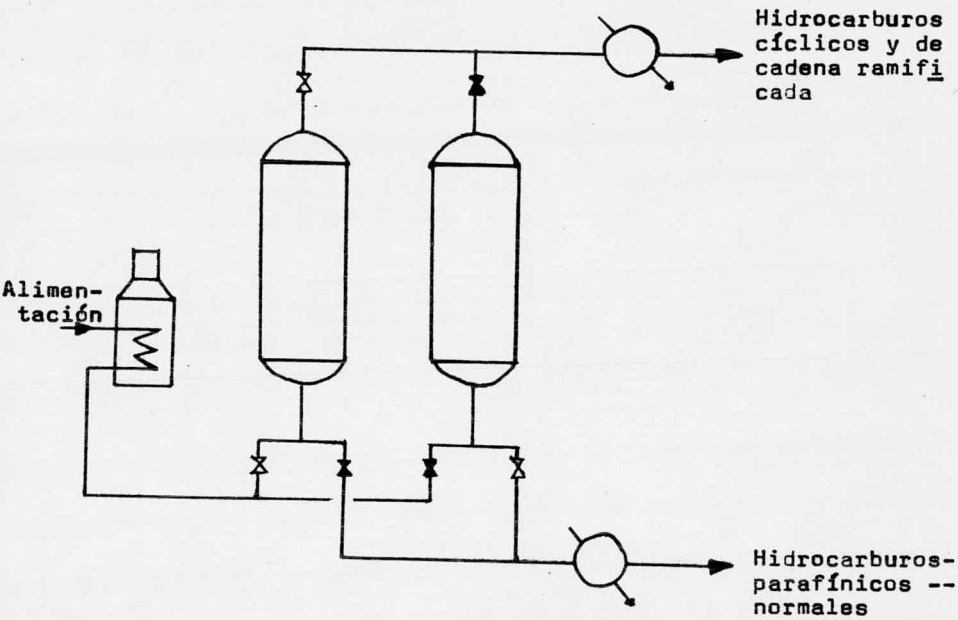 Hidrocarburos
cíclicos y de
cadena ramifi
cada
Alimen-
tación
Hidrocarburos-
parafínicos --
normales